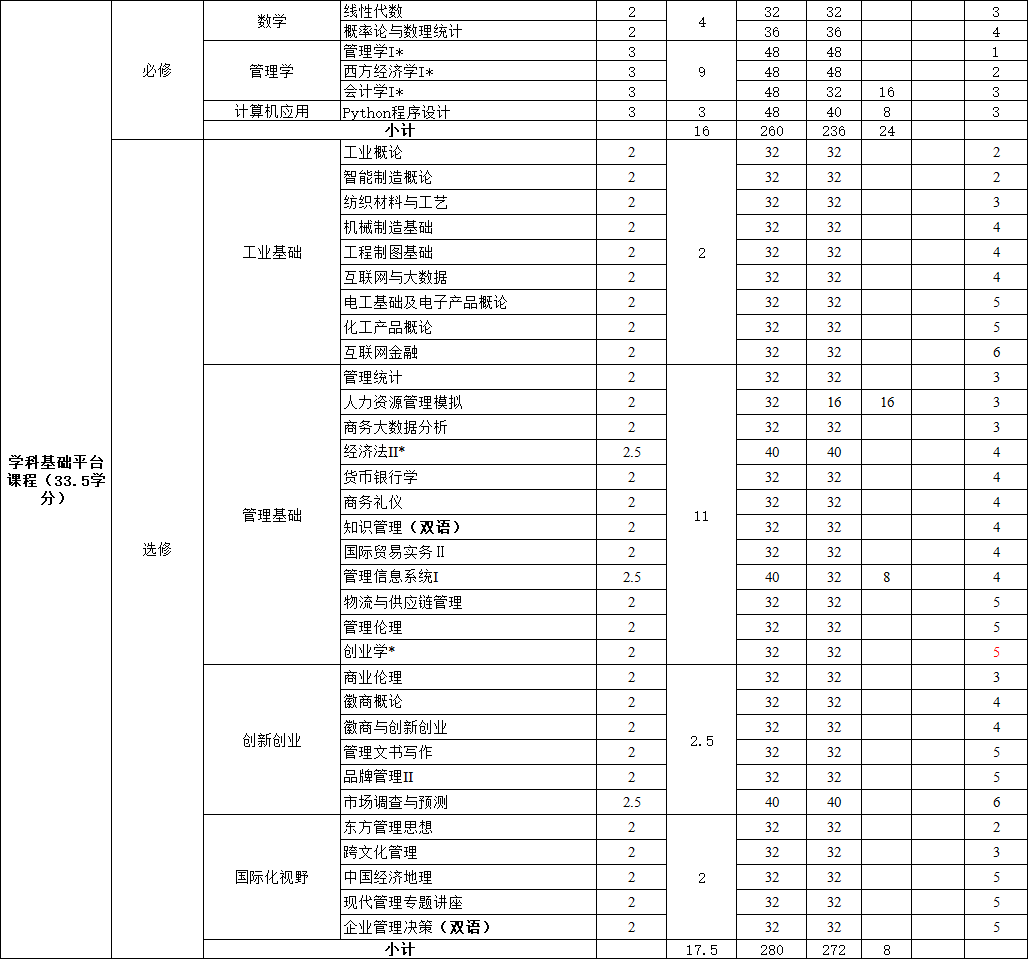 数学 线性代数 2 4 32 32 3
概率论与数理统计 2 36 36 4
必修 管理学 管理学I* 3 9 48 48 1
西方经济学I* 3 48 48 2
会计学I* 3 48 32 16 3
计算机应用 Python程序设计 3 3 48 40 8 3
小计 16 260 236 24
学科基础平台
课程（33.5学
分）
选修
工业基础 工业概论 2 2 32 32 2
智能制造概论 2 32 32 2
纺织材料与工艺 2 32 32 3
机械制造基础 2 32 32 4
工程制图基础 2 32 32 4
互联网与大数据 2 32 32 4
电工基础及电子产品概论 2 32 32 5
化工产品概论 2 32 32 5
互联网金融 2 32 32 6
管理基础 管理统计 2 11 32 32 3
人力资源管理模拟 2 32 16 16 3
商务大数据分析 2 32 32 3
经济法II* 2.5 40 40 4
货币银行学 2 32 32 4
商务礼仪 2 32 32 4
知识管理（双语） 2 32 32 4
国际贸易实务Ⅱ 2 32 32 4
管理信息系统I 2.5 40 32 8 4
物流与供应链管理 2 32 32 5
管理伦理 2 32 32 5
创业学* 2 32 32 5
创新创业 商业伦理 2 2.5 32 32 3
徽商概论 2 32 32 4
徽商与创新创业 2 32 32 4
管理文书写作 2 32 32 5
品牌管理II 2 32 32 5
市场调查与预测 2.5 40 40 6
国际化视野 东方管理思想 2 2 32 32 2
跨文化管理 2 32 32 3
中国经济地理 2 32 32 5
现代管理专题讲座 2 32 32 5
企业管理决策（双语） 2 32 32 5
小计 17.5 280 272 8